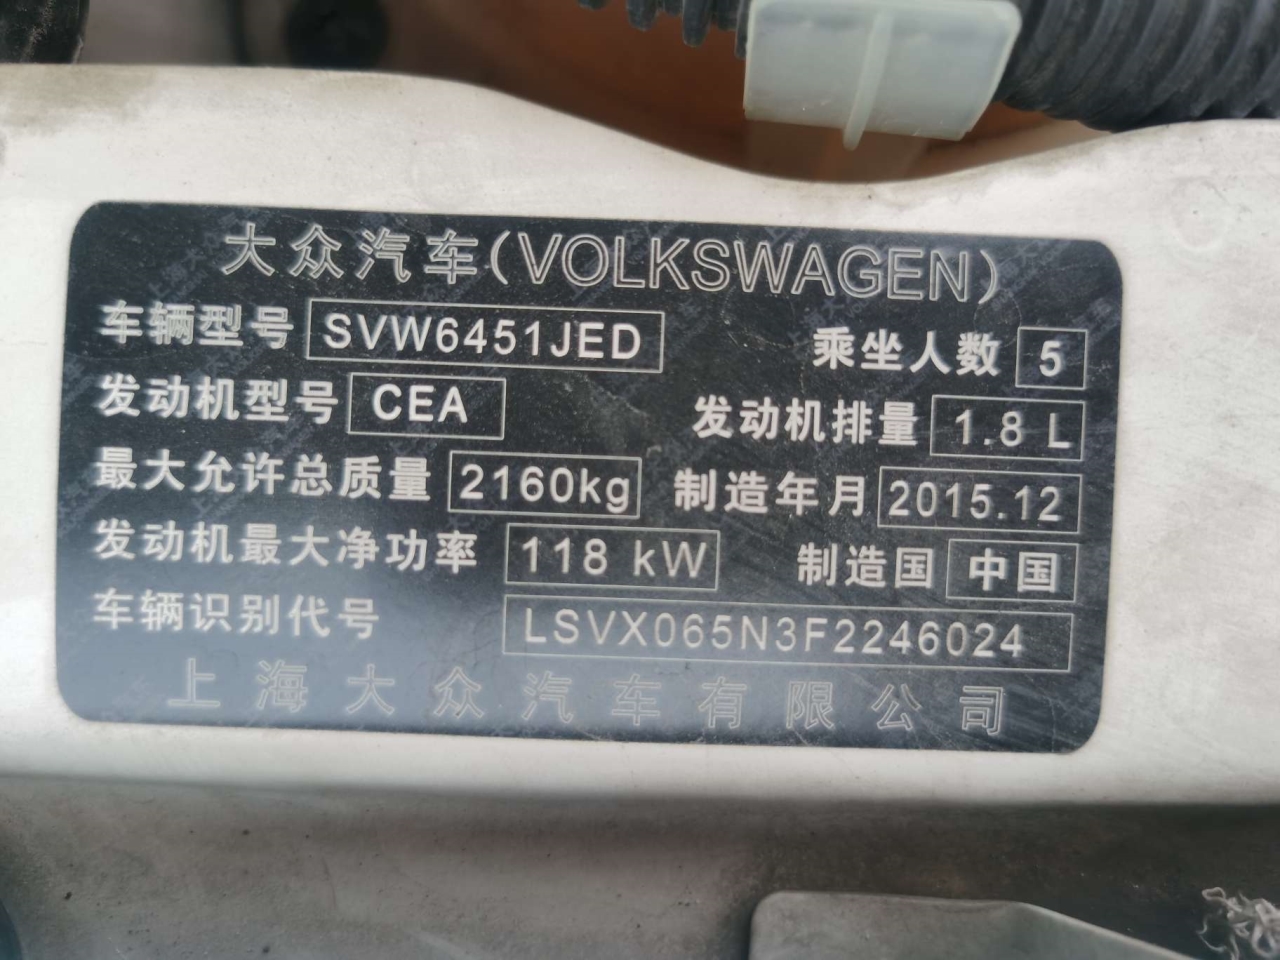 大众汽车(VOLKSWAGEN)
车辆型号 SVW6451JED 乘坐人数 5
发动机型号 CEA 发动机排量 1.8 L
最大允许总质量 2160kg 制造年月 2015.12
发动机最大净功率 118 kW 制造国 中国
车辆识别代号 LSVX065N3F2246024
上海大众汽车有限公司